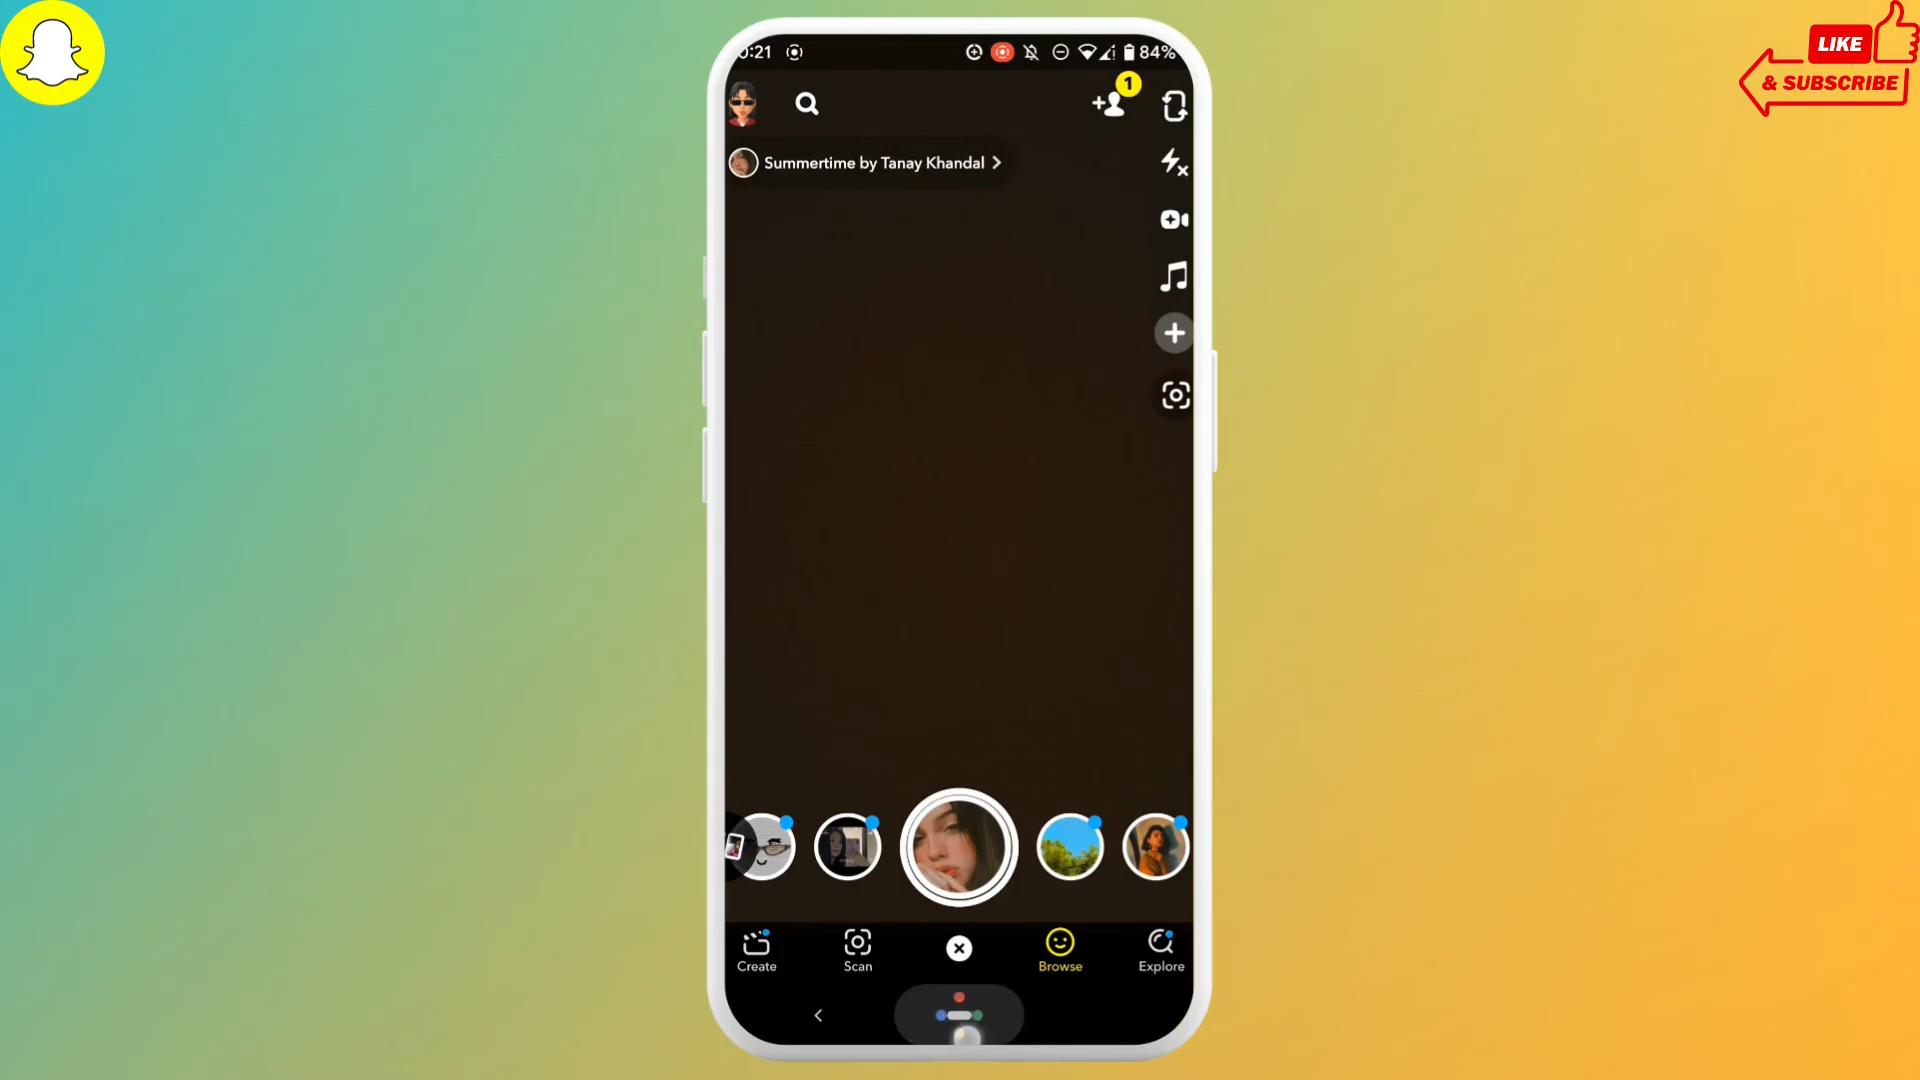 :21
84%
LIKE
& SUBSCRIBE
1
Summertime by Tanay Khandal
Create
Scan
Browse
Explore